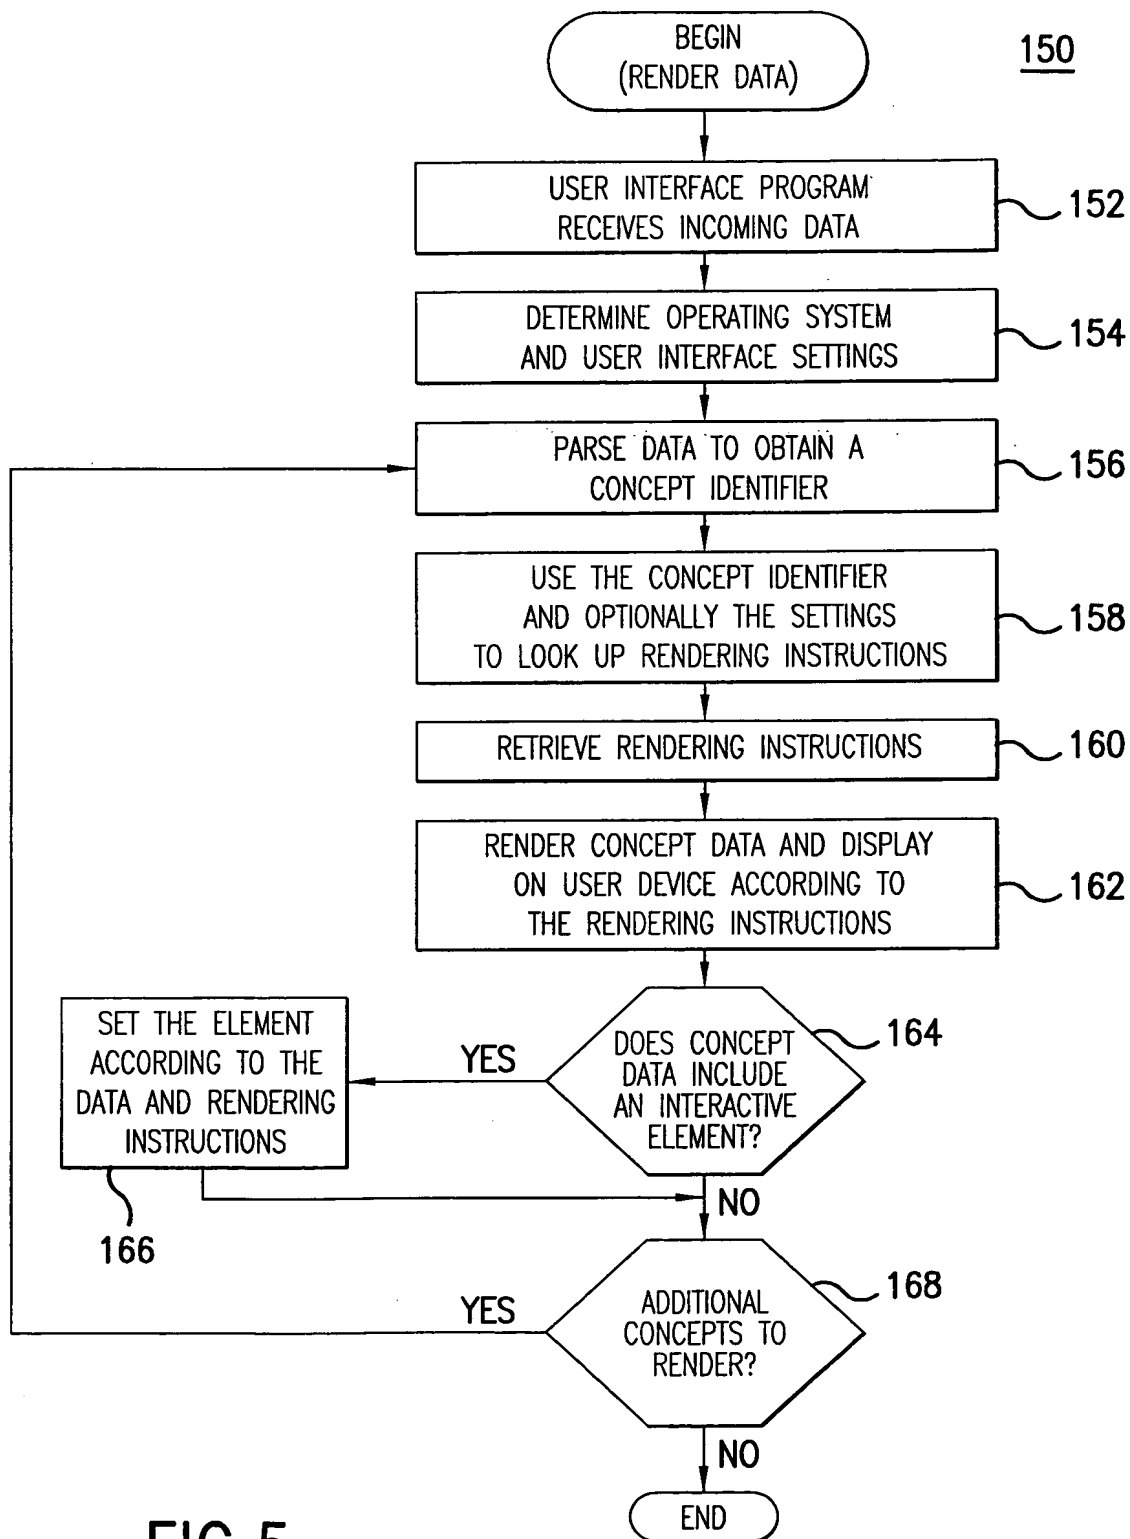 BEGIN
(RENDER DATA)
150
USER INTERFACE PROGRAM
RECEIVES INCOMING DATA
152
DETERMINE OPERATING SYSTEM
AND USER INTERFACE SETTINGS
154
PARSE DATA TO OBTAIN A
CONCEPT IDENTIFIER
156
USE THE CONCEPT IDENTIFIER
AND OPTIONALLY THE SETTINGS
TO LOOK UP RENDERING INSTRUCTIONS
158
RETRIEVE RENDERING INSTRUCTIONS
160
RENDER CONCEPT DATA AND DISPLAY
ON USER DEVICE ACCORDING TO
THE RENDERING INSTRUCTIONS
162
DOES CONCEPT
DATA INCLUDE
AN INTERACTIVE
ELEMENT?
164
YES
SET THE ELEMENT
ACCORDING TO THE
DATA AND RENDERING
INSTRUCTIONS
166
NO
ADDITIONAL
CONCEPTS TO
RENDER?
168
YES
NO
END
FIG.5